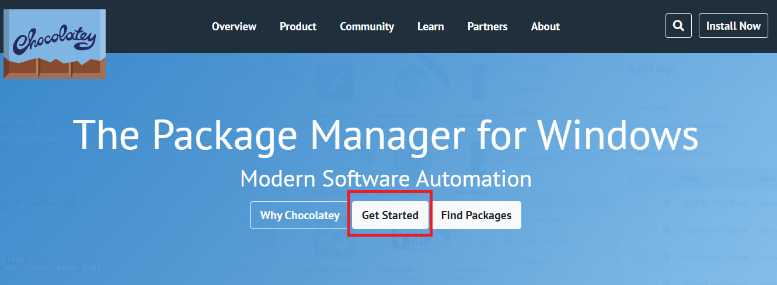 Chocolatey
Overview Product Community Learn Partners About
Install Now
The Package Manager for Windows
Modern Software Automation
Why Chocolatey Get Started Find Packages